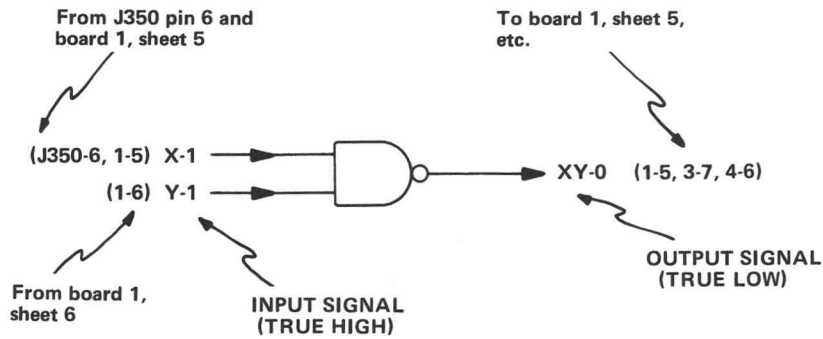 From J350 pin 6 and
board 1, sheet 5
To board 1, sheet 5,
etc.
(J350-6, 1-5) X-1
XY-0 (1-5, 3-7, 4-6)
(1-6) Y-1
From board 1,
sheet 6
INPUT SIGNAL
(TRUE HIGH)
OUTPUT SIGNAL
(TRUE LOW)